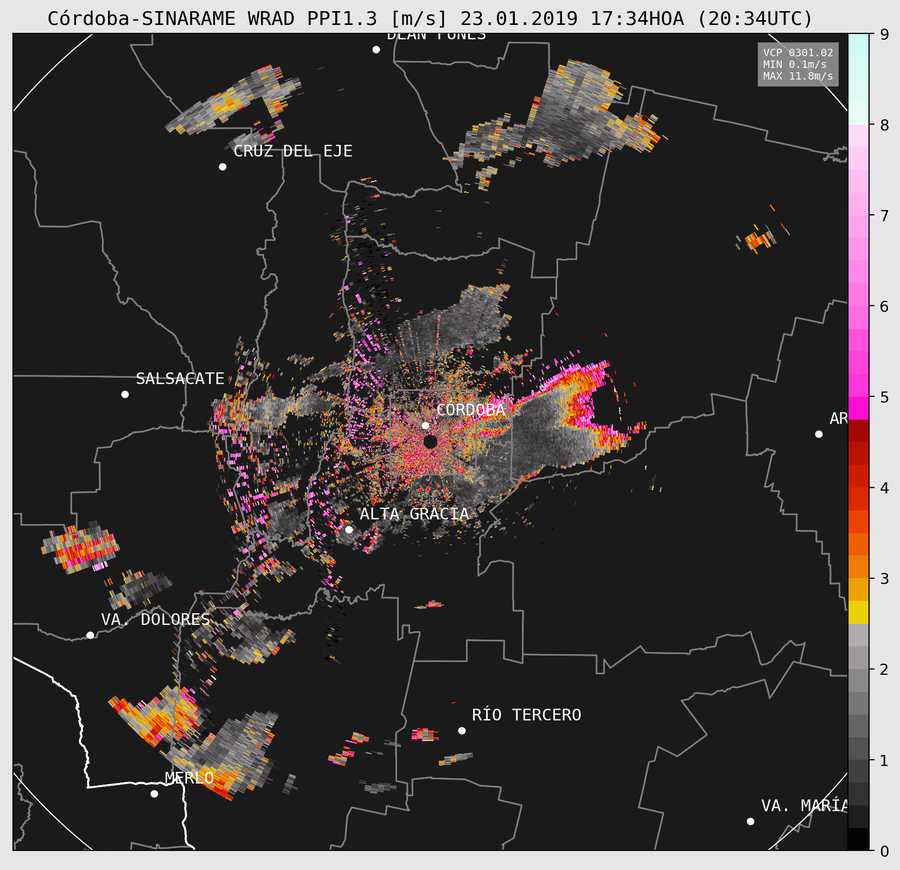 Córdoba-SINARAME WRAD PPI1.3 [m/s] 23.01.2019 17:34HOA (20:34UTC)
DEÁN FUNES
VCP 0301.02
MIN 0.1m/s
MAX 11.8m/s
9
8
CRUZ DEL EJE
7
6
SALSACATE
CÓRDOBA
AR
5
4
ALTA GRACIA
3
VA. DOLORES
2
RÍO TERCERO
1
MERLO
VA. MARÍA
0